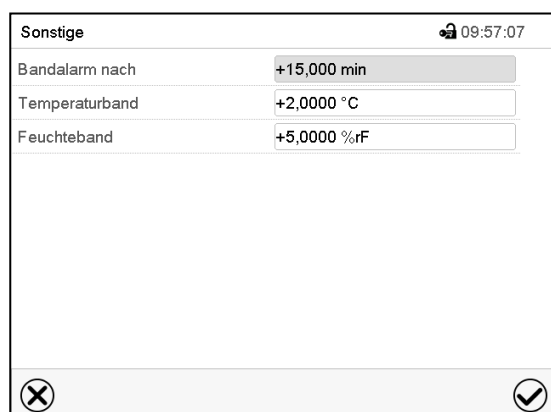 Sonstige 09:57:07
Bandalarm nach +15,000 min
Temperaturband +2,0000 °C
Feuchteband +5,0000 %rF